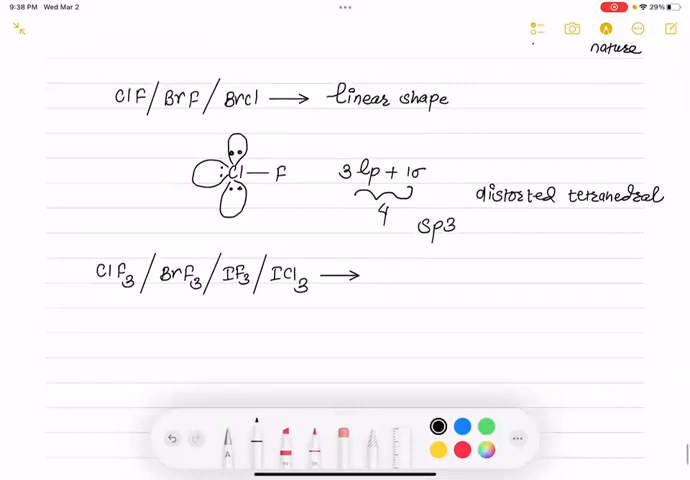 9:38 PM Wed Mar 2
29%
nature
ClF/BrF/BrCl → linear shape
Cl — F
3 lp + 1σ
4
sp3
distorted tetrahedral
ClF3/BrF3/IF3/ICl3 →
A